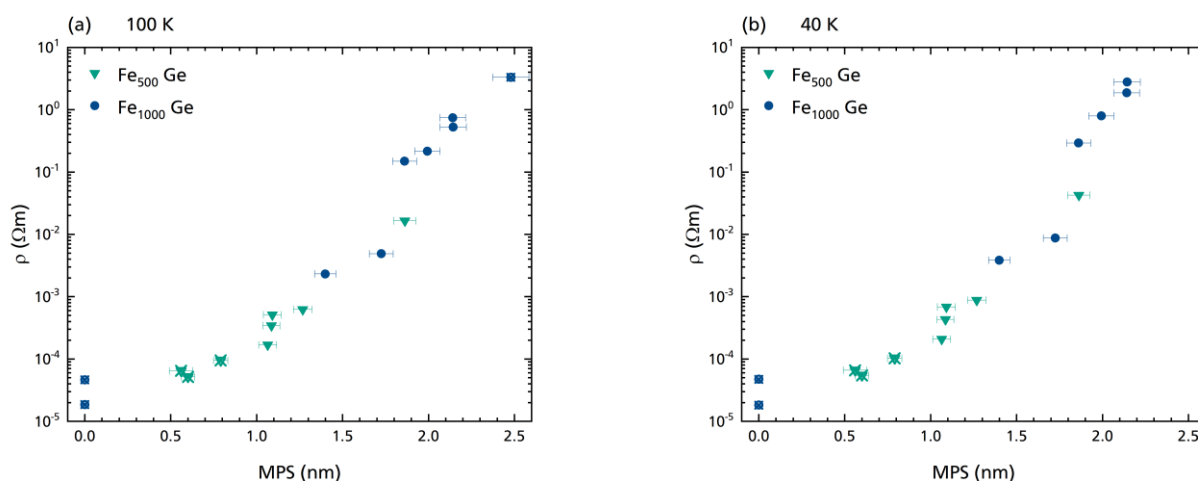 (a) 100 K
ρ (Ωm)
10¹
10⁰
10⁻¹
10⁻²
10⁻³
10⁻⁴
10⁻⁵
Fe₅₀₀ Ge
Fe₁₀₀₀ Ge
0.0 0.5 1.0 1.5 2.0 2.5
MPS (nm)
(b) 40 K
ρ (Ωm)
10¹
10⁰
10⁻¹
10⁻²
10⁻³
10⁻⁴
10⁻⁵
Fe₅₀₀ Ge
Fe₁₀₀₀ Ge
0.0 0.5 1.0 1.5 2.0 2.5
MPS (nm)